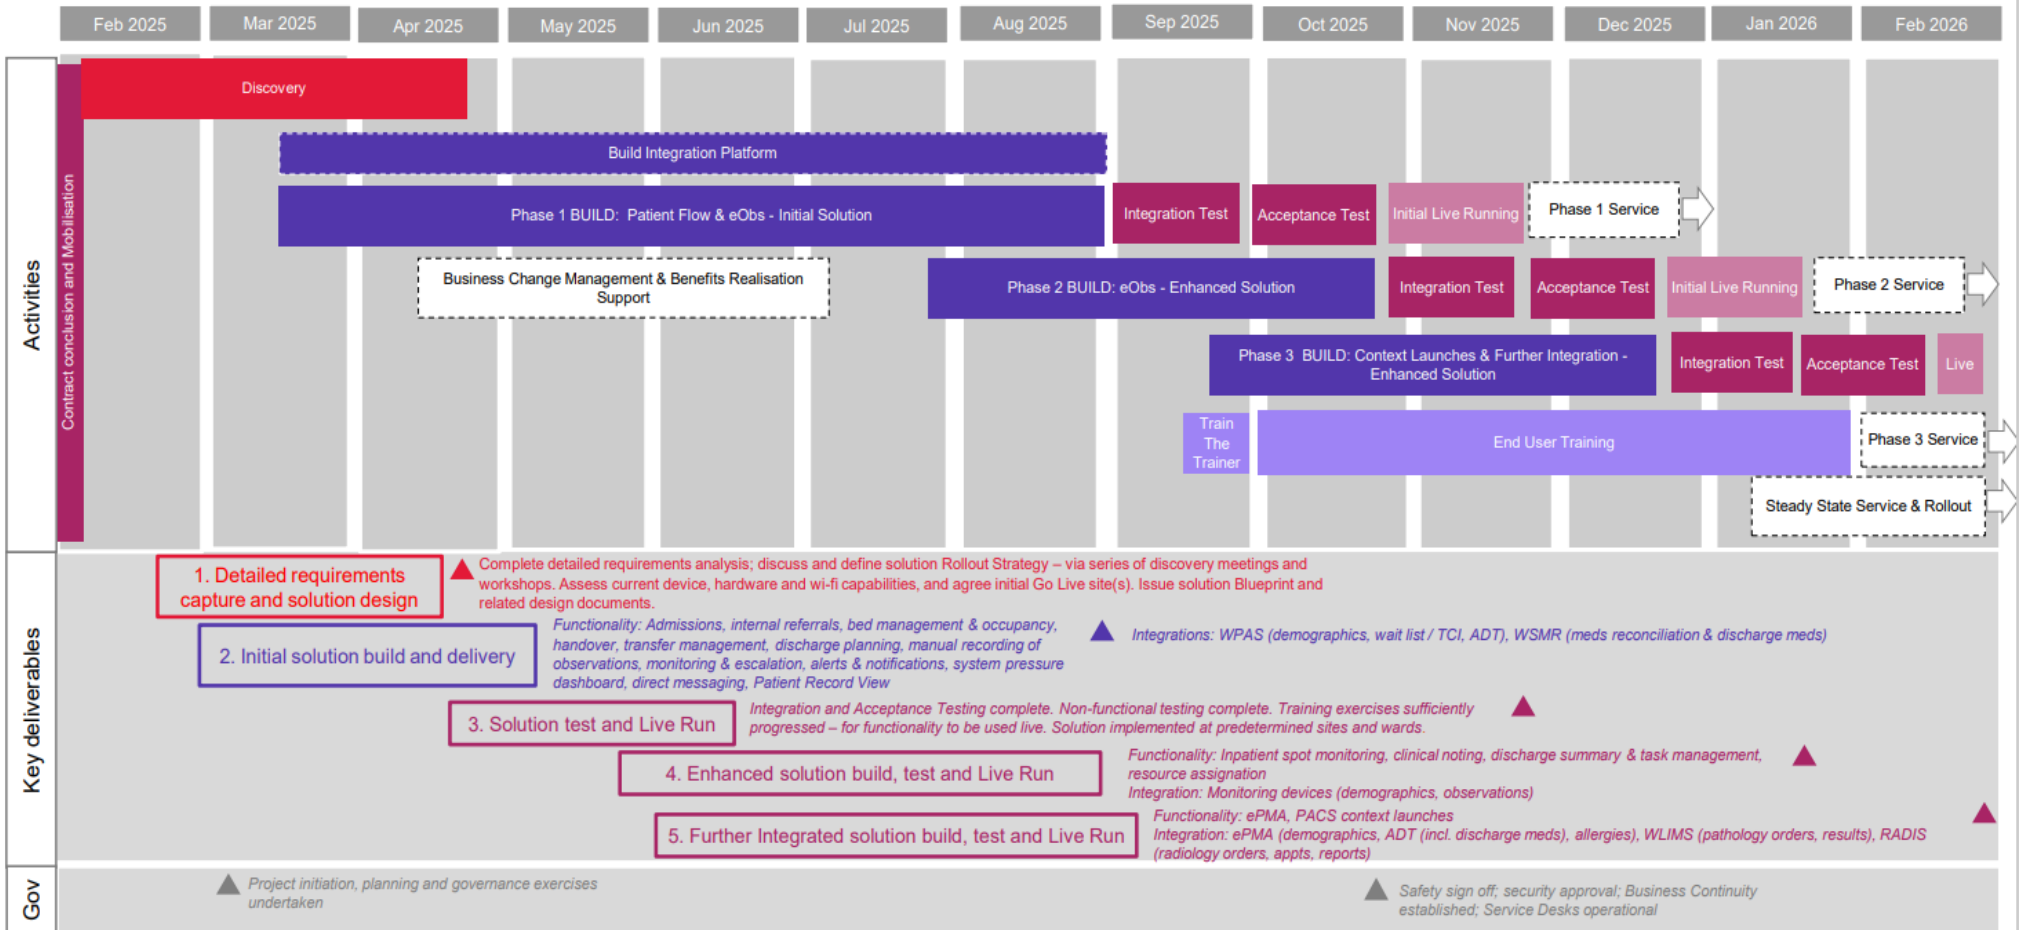 Feb 2025
Mar 2025
Apr 2025
May 2025
Jun 2025
Jul 2025
Aug 2025
Sep 2025
Oct 2025
Nov 2025
Dec 2025
Jan 2026
Feb 2026
Activities
Contract conclusion and Mobilisation
Discovery
Build Integration Platform
Phase 1 BUILD: Patient Flow & eObs - Initial Solution
Integration Test
Acceptance Test
Initial Live Running
Phase 1 Service
Business Change Management & Benefits Realisation
Support
Phase 2 BUILD: eObs - Enhanced Solution
Integration Test
Acceptance Test
Initial Live Running
Phase 2 Service
Phase 3 BUILD: Context Launches & Further Integration -
Enhanced Solution
Integration Test
Acceptance Test
Live
Train
The
Trainer
End User Training
Phase 3 Service
Steady State Service & Rollout
Key deliverables
1. Detailed requirements
capture and solution design
Complete detailed requirements analysis; discuss and define solution Rollout Strategy – via series of discovery meetings and
workshops. Assess current device, hardware and wi-fi capabilities, and agree initial Go Live site(s). Issue solution Blueprint and
related design documents.
2. Initial solution build and delivery
Functionality: Admissions, internal referrals, bed management & occupancy,
handover, transfer management, discharge planning, manual recording of
observations, monitoring & escalation, alerts & notifications, system pressure
dashboard, direct messaging, Patient Record View
Integrations: WPAS (demographics, wait list / TCI, ADT), WSMR (meds reconciliation & discharge meds)
3. Solution test and Live Run
Integration and Acceptance Testing complete. Non-functional testing complete. Training exercises sufficiently
progressed – for functionality to be used live. Solution implemented at predetermined sites and wards.
4. Enhanced solution build, test and Live Run
Functionality: Inpatient spot monitoring, clinical noting, discharge summary & task management,
resource assignation
Integration: Monitoring devices (demographics, observations)
5. Further Integrated solution build, test and Live Run
Functionality: ePMA, PACS context launches
Integration: ePMA (demographics, ADT (incl. discharge meds), allergies), WLIMS (pathology orders, results), RADIS
(radiology orders, appts, reports)
Gov
Project initiation, planning and governance exercises
undertaken
Safety sign off; security approval; Business Continuity
established; Service Desks operational